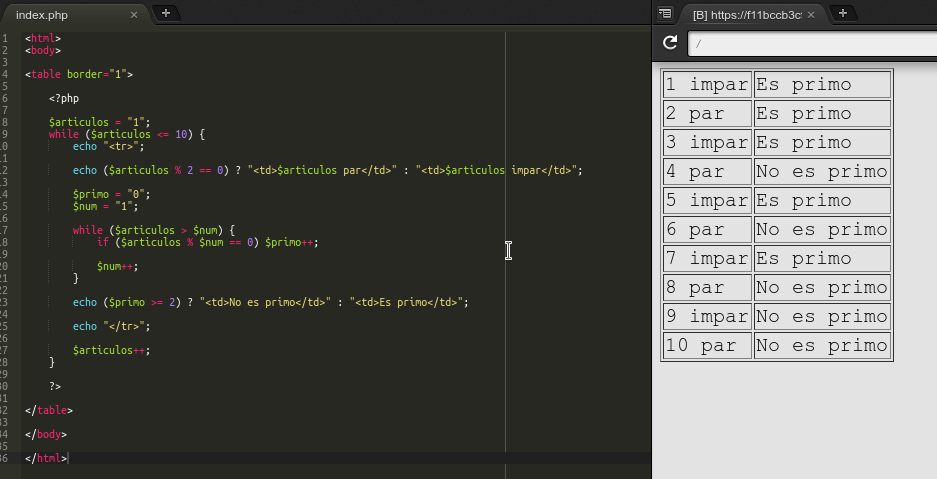 index.php × +
1 <html>
2 <body>
3
4 <table border="1">
5
6 <?php
7
8 $articulos = "1";
9 while ($articulos <= 10) {
10 echo "<tr>";
11
12 echo ($articulos % 2 == 0) ? "<td>$articulos par</td>" : "<td>$articulos impar</td>";
13
14 $primo = "0";
15 $num = "1";
16
17 while ($articulos > $num) {
18 if ($articulos % $num == 0) $primo++;
19
20 $num++;
21 }
22
23 echo ($primo >= 2) ? "<td>No es primo</td>" : "<td>Es primo</td>";
24
25 echo "</tr>";
26
27 $articulos++;
28 }
29
30 ?>
31
32 </table>
33
34 </body>
35
36 </html>
[B] https://f11bccb3c × +
/
1 impar Es primo
2 par Es primo
3 impar Es primo
4 par No es primo
5 impar Es primo
6 par No es primo
7 impar Es primo
8 par No es primo
9 impar No es primo
10 par No es primo